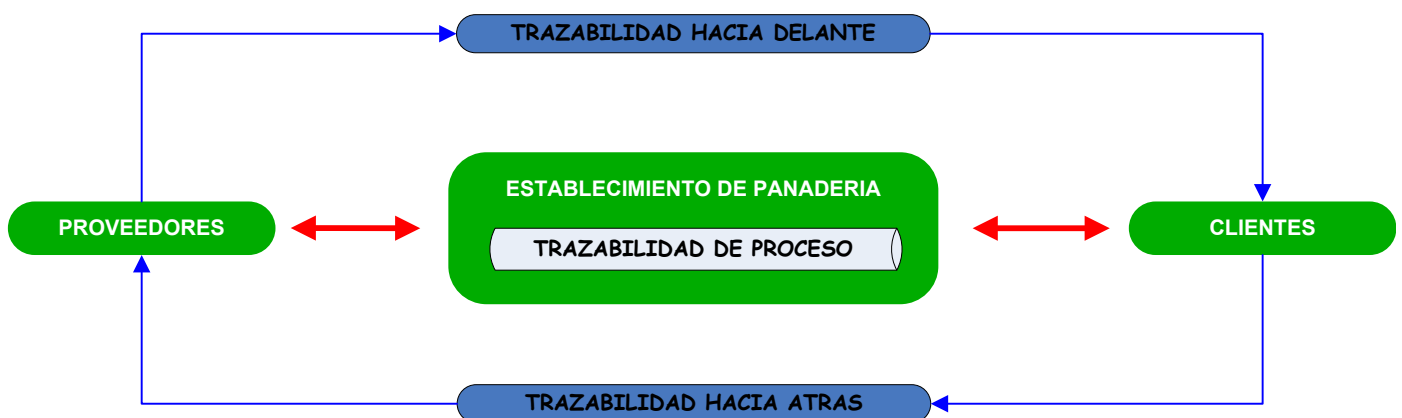 TRAZABILIDAD HACIA DELANTE
ESTABLECIMIENTO DE PANADERIA
PROVEEDORES
CLIENTES
TRAZABILIDAD DE PROCESO
TRAZABILIDAD HACIA ATRAS